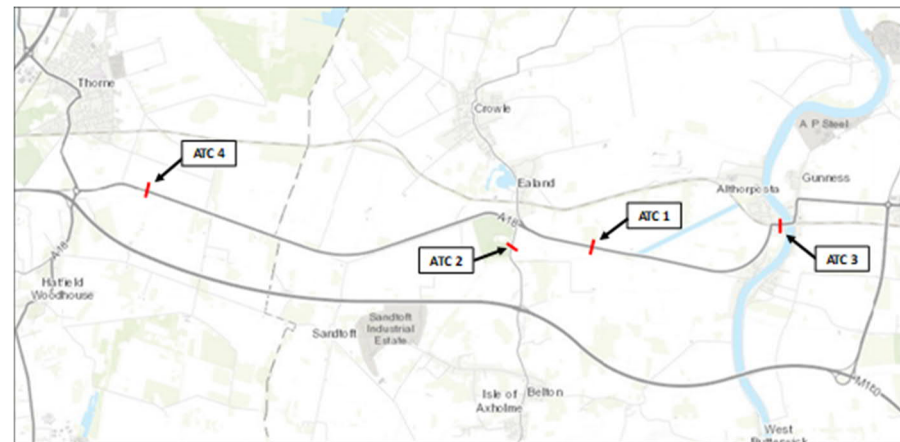 Thorne
Crowle
A P Steel
ATC 4
Ealand
Gunness
Althorpe
A18
ATC 1
ATC 2
ATC 3
A18
Hatfield
Woodhouse
Sandtoft
Sandtoft
Industrial
Estate
Isle of
Axholme
Belton
M180
West